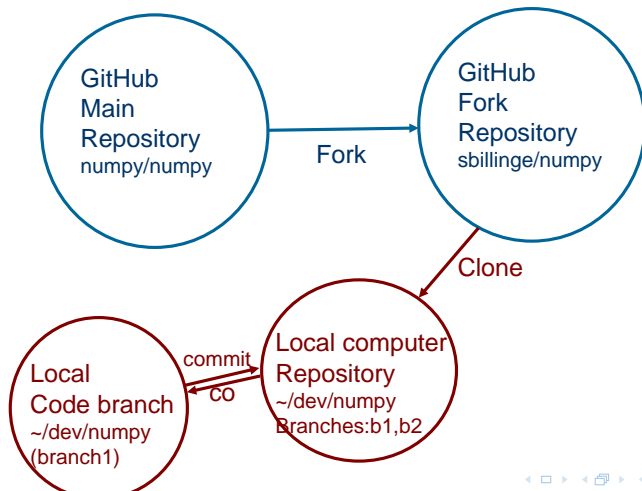 GitHub
Main
Repository
numpy/numpy
Fork
GitHub
Fork
Repository
sbillinge/numpy
Clone
Local computer
Repository
~/dev/numpy
Branches:b1,b2
commit
co
Local
Code branch
~/dev/numpy
(branch1)